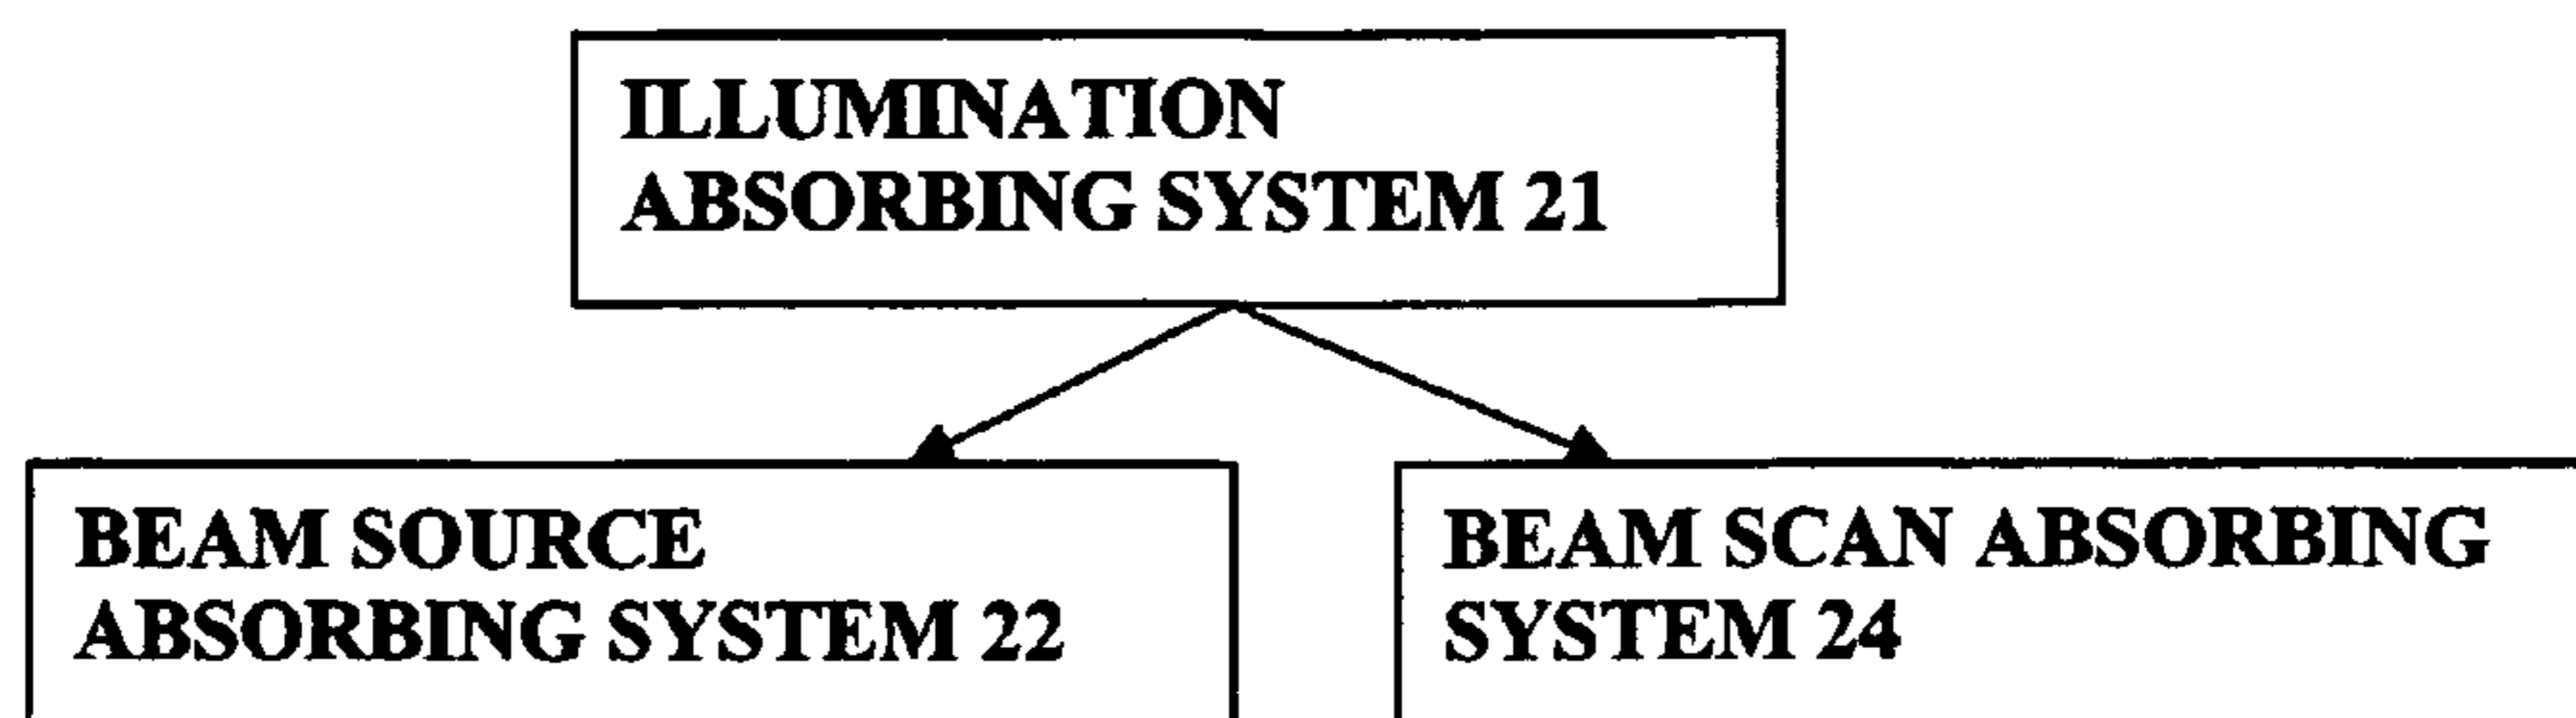 ILLUMINATION
ABSORBING SYSTEM 21
BEAM SOURCE
ABSORBING SYSTEM 22
BEAM SCAN ABSORBING
SYSTEM 24